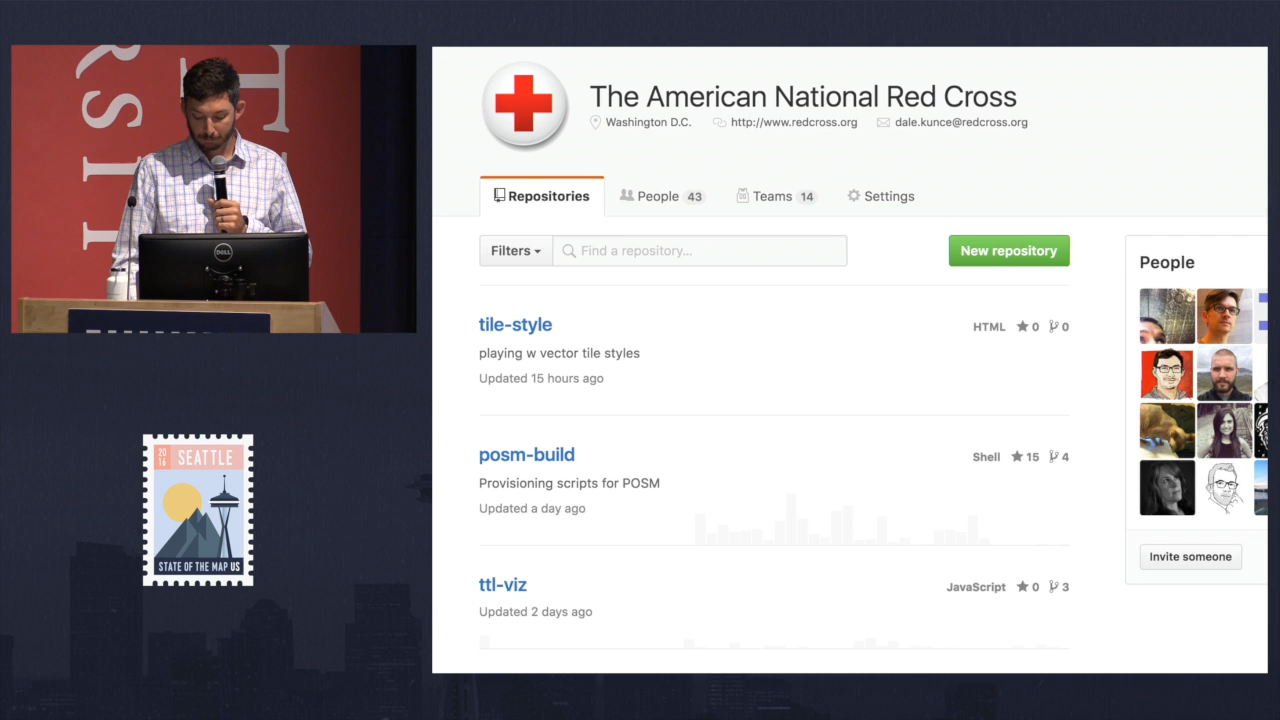 DELL
20
16
SEATTLE
STATE OF THE MAP US
The American National Red Cross
Washington D.C. http://www.redcross.org dale.kunce@redcross.org
Repositories People 43 Teams 14 Settings
Filters Find a repository... New repository
People
tile-style HTML 0 0
playing w vector tile styles
Updated 15 hours ago
posm-build Shell 15 4
Provisioning scripts for POSM
Updated a day ago
Invite someone
ttl-viz JavaScript 0 3
Updated 2 days ago